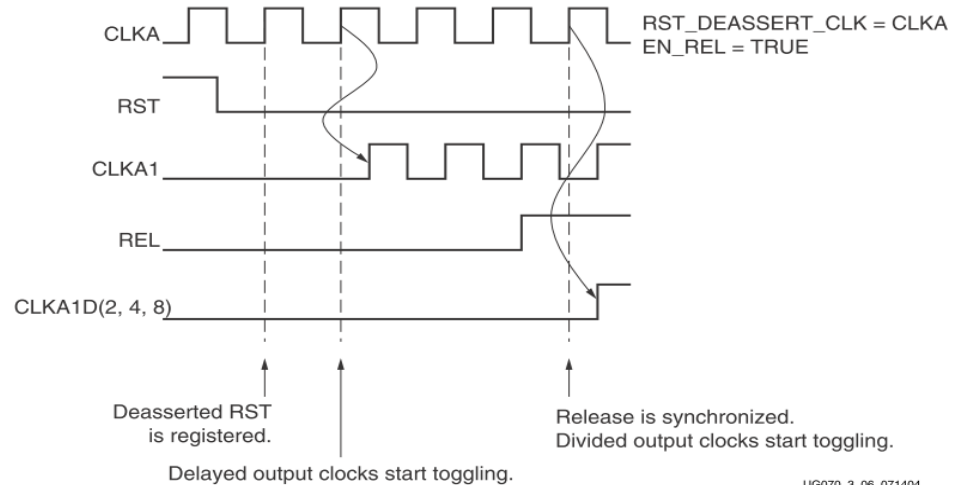 CLKA
RST_DEASSERT_CLK = CLKA
EN_REL = TRUE
RST
CLKA1
REL
CLKA1D(2, 4, 8)
Deasserted RST
is registered.
Release is synchronized.
Divided output clocks start toggling.
Delayed output clocks start toggling.
UG070_3_06_071404